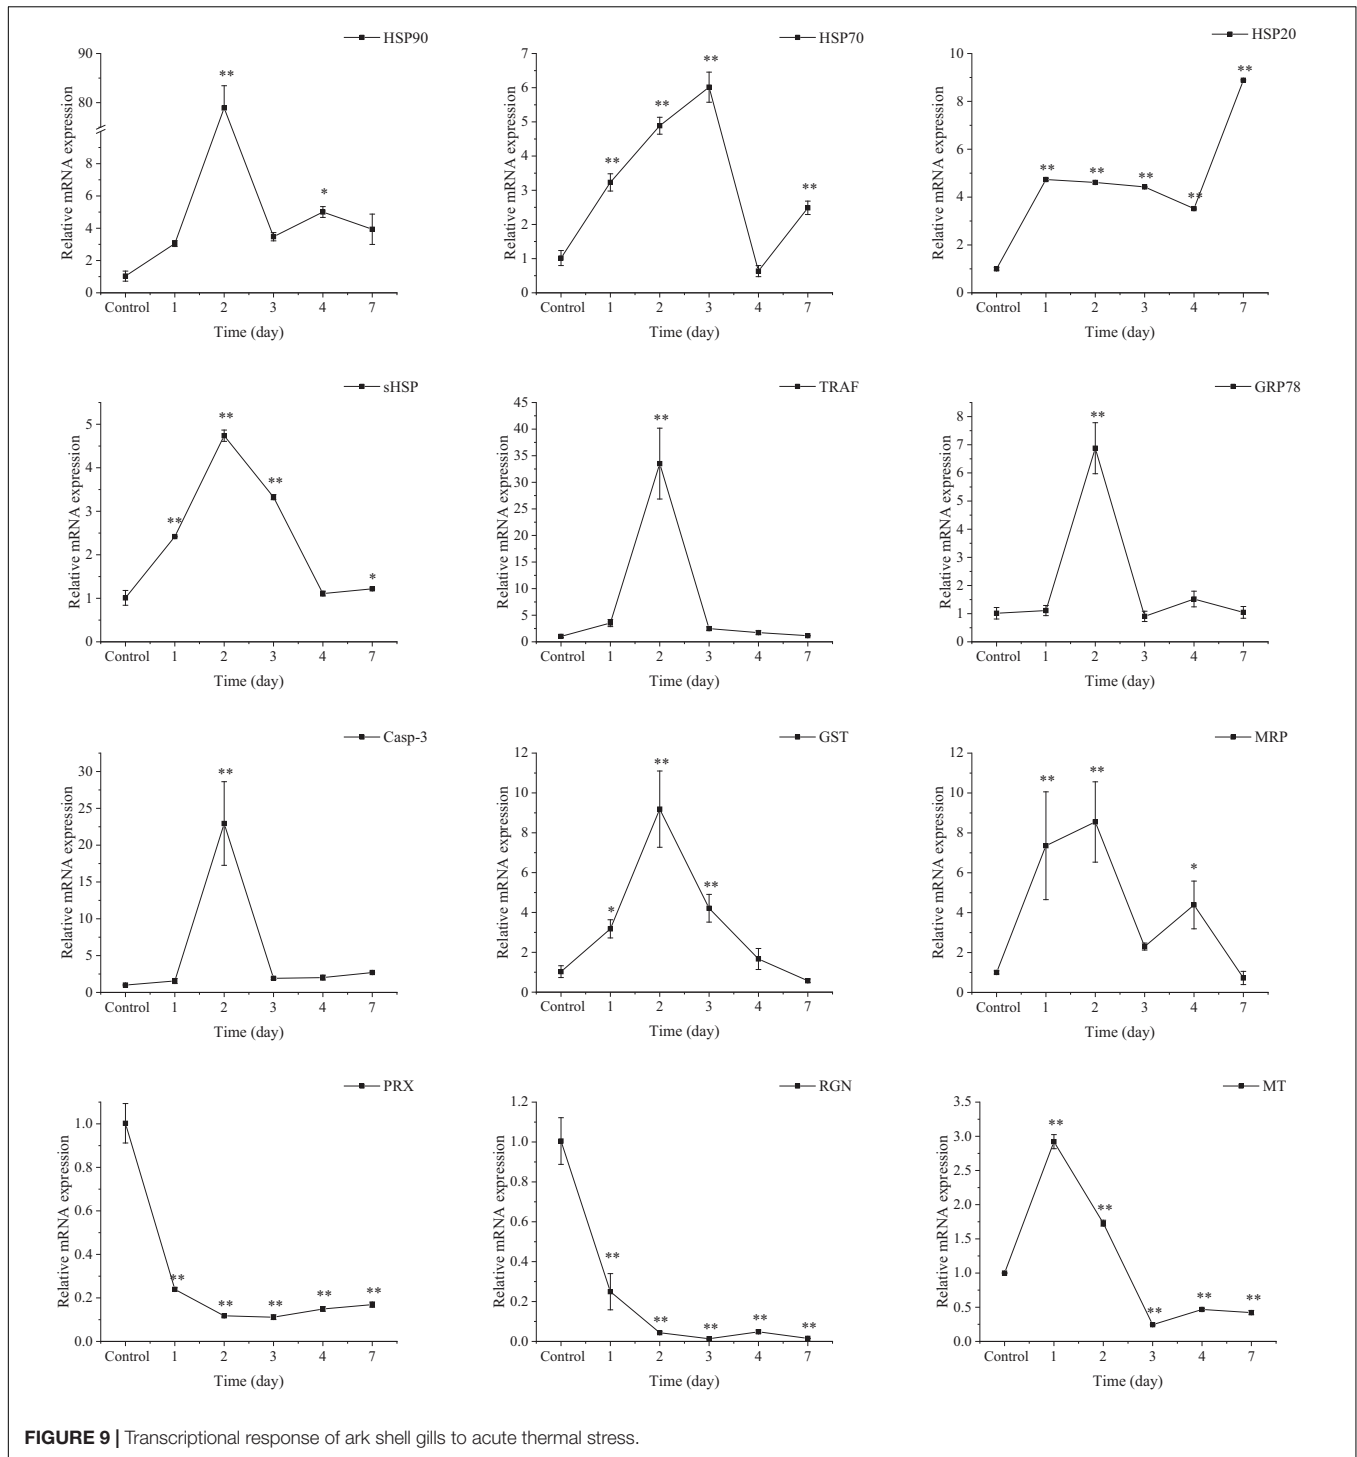 HSP90
90
80
8
6
4
2
0
**
*
Relative mRNA expression
Control 1 2 3 4 7
Time (day)
HSP70
7
6
5
4
3
2
1
0
**
**
**
**
Relative mRNA expression
Control 1 2 3 4 7
Time (day)
HSP20
10
8
6
4
2
0
**
**
**
**
**
Relative mRNA expression
Control 1 2 3 4 7
Time (day)
sHSP
5
4
3
2
1
0
**
**
**
*
Relative mRNA expression
Control 1 2 3 4 7
Time (day)
TRAF
45
40
35
30
25
20
15
10
5
0
**
Relative mRNA expression
Control 1 2 3 4 7
Time (day)
GRP78
8
7
6
5
4
3
2
1
0
**
Relative mRNA expression
Control 1 2 3 4 7
Time (day)
Casp-3
30
25
20
15
10
5
0
**
Relative mRNA expression
Control 1 2 3 4 7
Time (day)
GST
12
10
8
6
4
2
0
*
**
**
Relative mRNA expression
Control 1 2 3 4 7
Time (day)
MRP
12
10
8
6
4
2
0
**
**
*
Relative mRNA expression
Control 1 2 3 4 7
Time (day)
PRX
1.0
0.8
0.6
0.4
0.2
0.0
**
**
**
**
**
Relative mRNA expression
Control 1 2 3 4 7
Time (day)
RGN
1.2
1.0
0.8
0.6
0.4
0.2
0.0
**
**
**
**
**
Relative mRNA expression
Control 1 2 3 4 7
Time (day)
MT
3.5
3.0
2.5
2.0
1.5
1.0
0.5
0.0
**
**
**
**
**
Relative mRNA expression
Control 1 2 3 4 7
Time (day)
FIGURE 9 | Transcriptional response of ark shell gills to acute thermal stress.